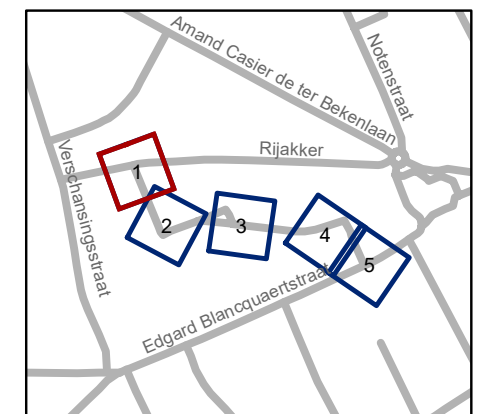 Amand Casier de ter Bekenlaan
Notenstraat
Rijakker
Verschansingsstraat
1
2
3
4
5
Edgard Blancquaertstraat